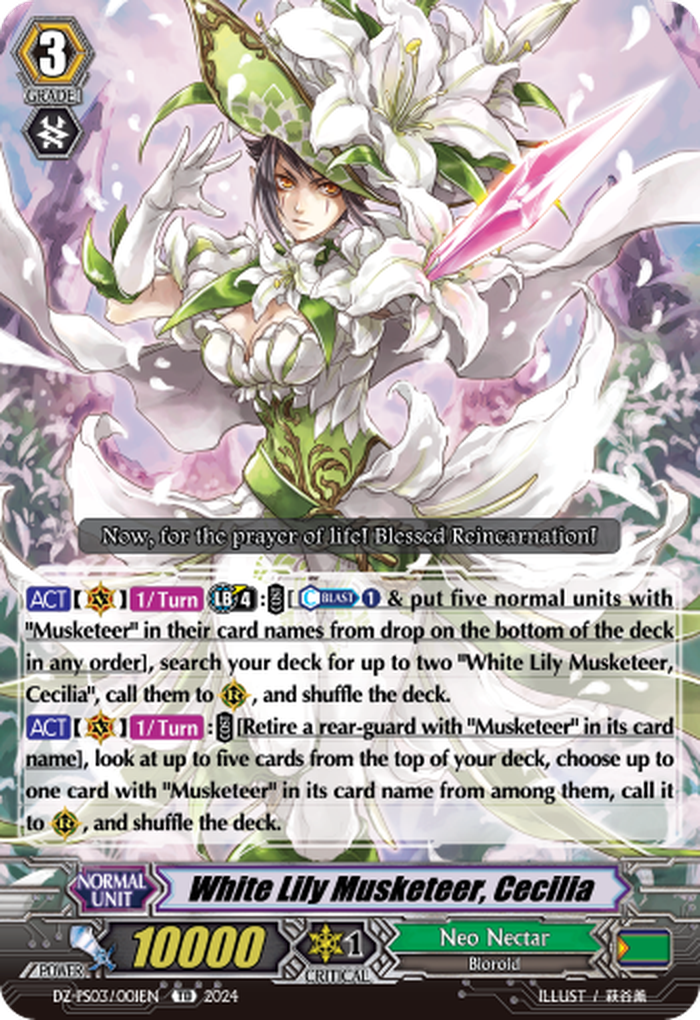 3
GRADE
Now, for the prayer of life! Blessed Reincarnation!
ACT【 】1/Turn LB4:COST[ C BLAST 1 & put five normal units with
"Musketeer" in their card names from drop on the bottom of the deck
in any order], search your deck for up to two "White Lily Musketeer,
Cecilia", call them to R, and shuffle the deck.
ACT【 】1/Turn:COST[Retire a rear-guard with "Musketeer" in its card
name], look at up to five cards from the top of your deck, choose up to
one card with "Musketeer" in its card name from among them, call it
to R, and shuffle the deck.
NORMAL
UNIT
White Lily Musketeer, Cecilia
POWER
10000
1
CRITICAL
Neo Nectar
Bioroid
DZ-PS03/001EN TD 2024
ILLUST / 萩谷薫